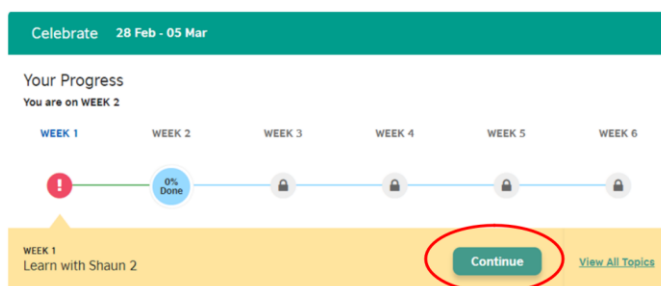 Celebrate 28 Feb - 05 Mar
Your Progress
You are on WEEK 2
WEEK 1 WEEK 2 WEEK 3 WEEK 4 WEEK 5 WEEK 6
!
0%
Done
WEEK 1
Learn with Shaun 2
Continue
View All Topics